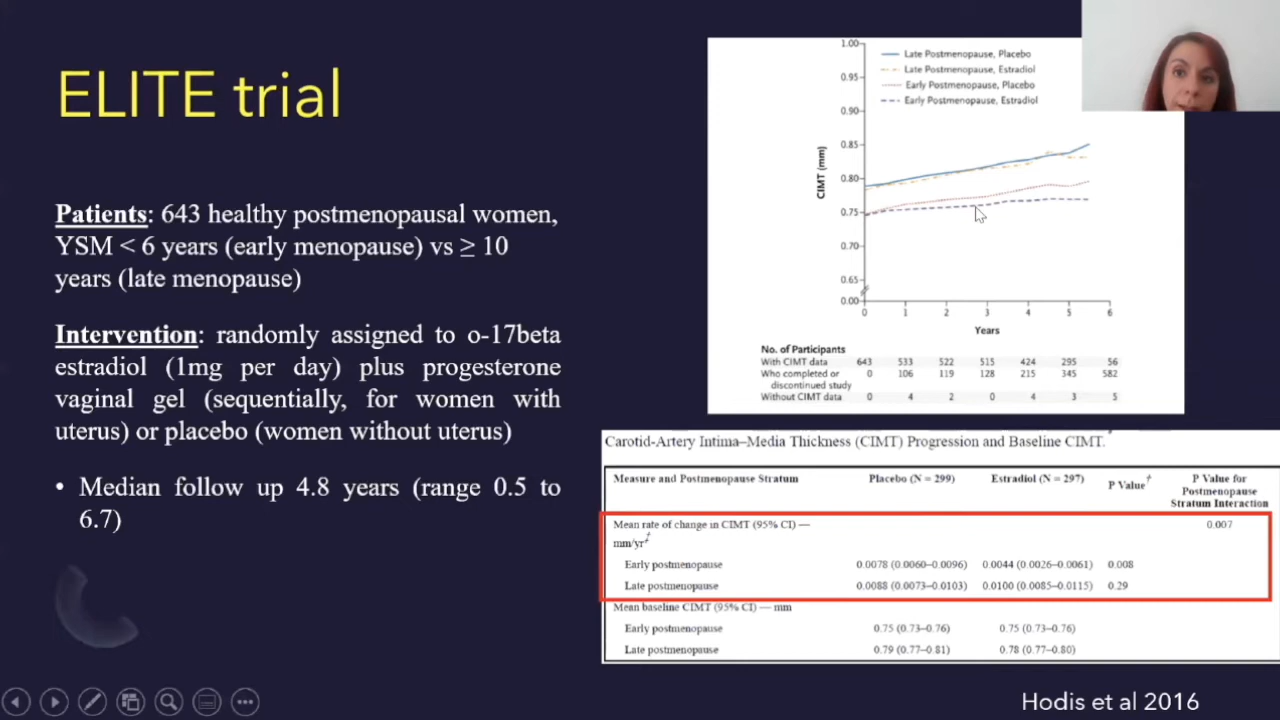 ELITE trial
Patients: 643 healthy postmenopausal women,
YSM < 6 years (early menopause) vs ≥ 10
years (late menopause)
Intervention: randomly assigned to o-17beta
estradiol (1mg per day) plus progesterone
vaginal gel (sequentially, for women with
uterus) or placebo (women without uterus)
• Median follow up 4.8 years (range 0.5 to
6.7)
Late Postmenopause, Placebo
Late Postmenopause, Estradiol
Early Postmenopause, Placebo
Early Postmenopause, Estradiol
CIMT (mm)
1.00
0.95
0.90
0.85
0.80
0.75
0.70
0.65
0.00
0 1 2 3 4 5 6
Years
No. of Participants
With CIMT data 643 533 522 515 424 295 56
Who completed or 0 106 119 128 215 345 582
discontinued study
Without CIMT data 0 4 2 0 4 3 5
Carotid-Artery Intima–Media Thickness (CIMT) Progression and Baseline CIMT.*
Measure and Postmenopause Stratum Placebo (N = 299) Estradiol (N = 297) P Value† P Value for
Postmenopause
Stratum Interaction
Mean rate of change in CIMT (95% CI) — 0.007
mm/yr‡
Early postmenopause 0.0078 (0.0060–0.0096) 0.0044 (0.0026–0.0061) 0.008
Late postmenopause 0.0088 (0.0073–0.0103) 0.0100 (0.0085–0.0115) 0.29
Mean baseline CIMT (95% CI) — mm
Early postmenopause 0.75 (0.73–0.76) 0.75 (0.73–0.76)
Late postmenopause 0.79 (0.77–0.81) 0.78 (0.77–0.80)
Hodis et al 2016